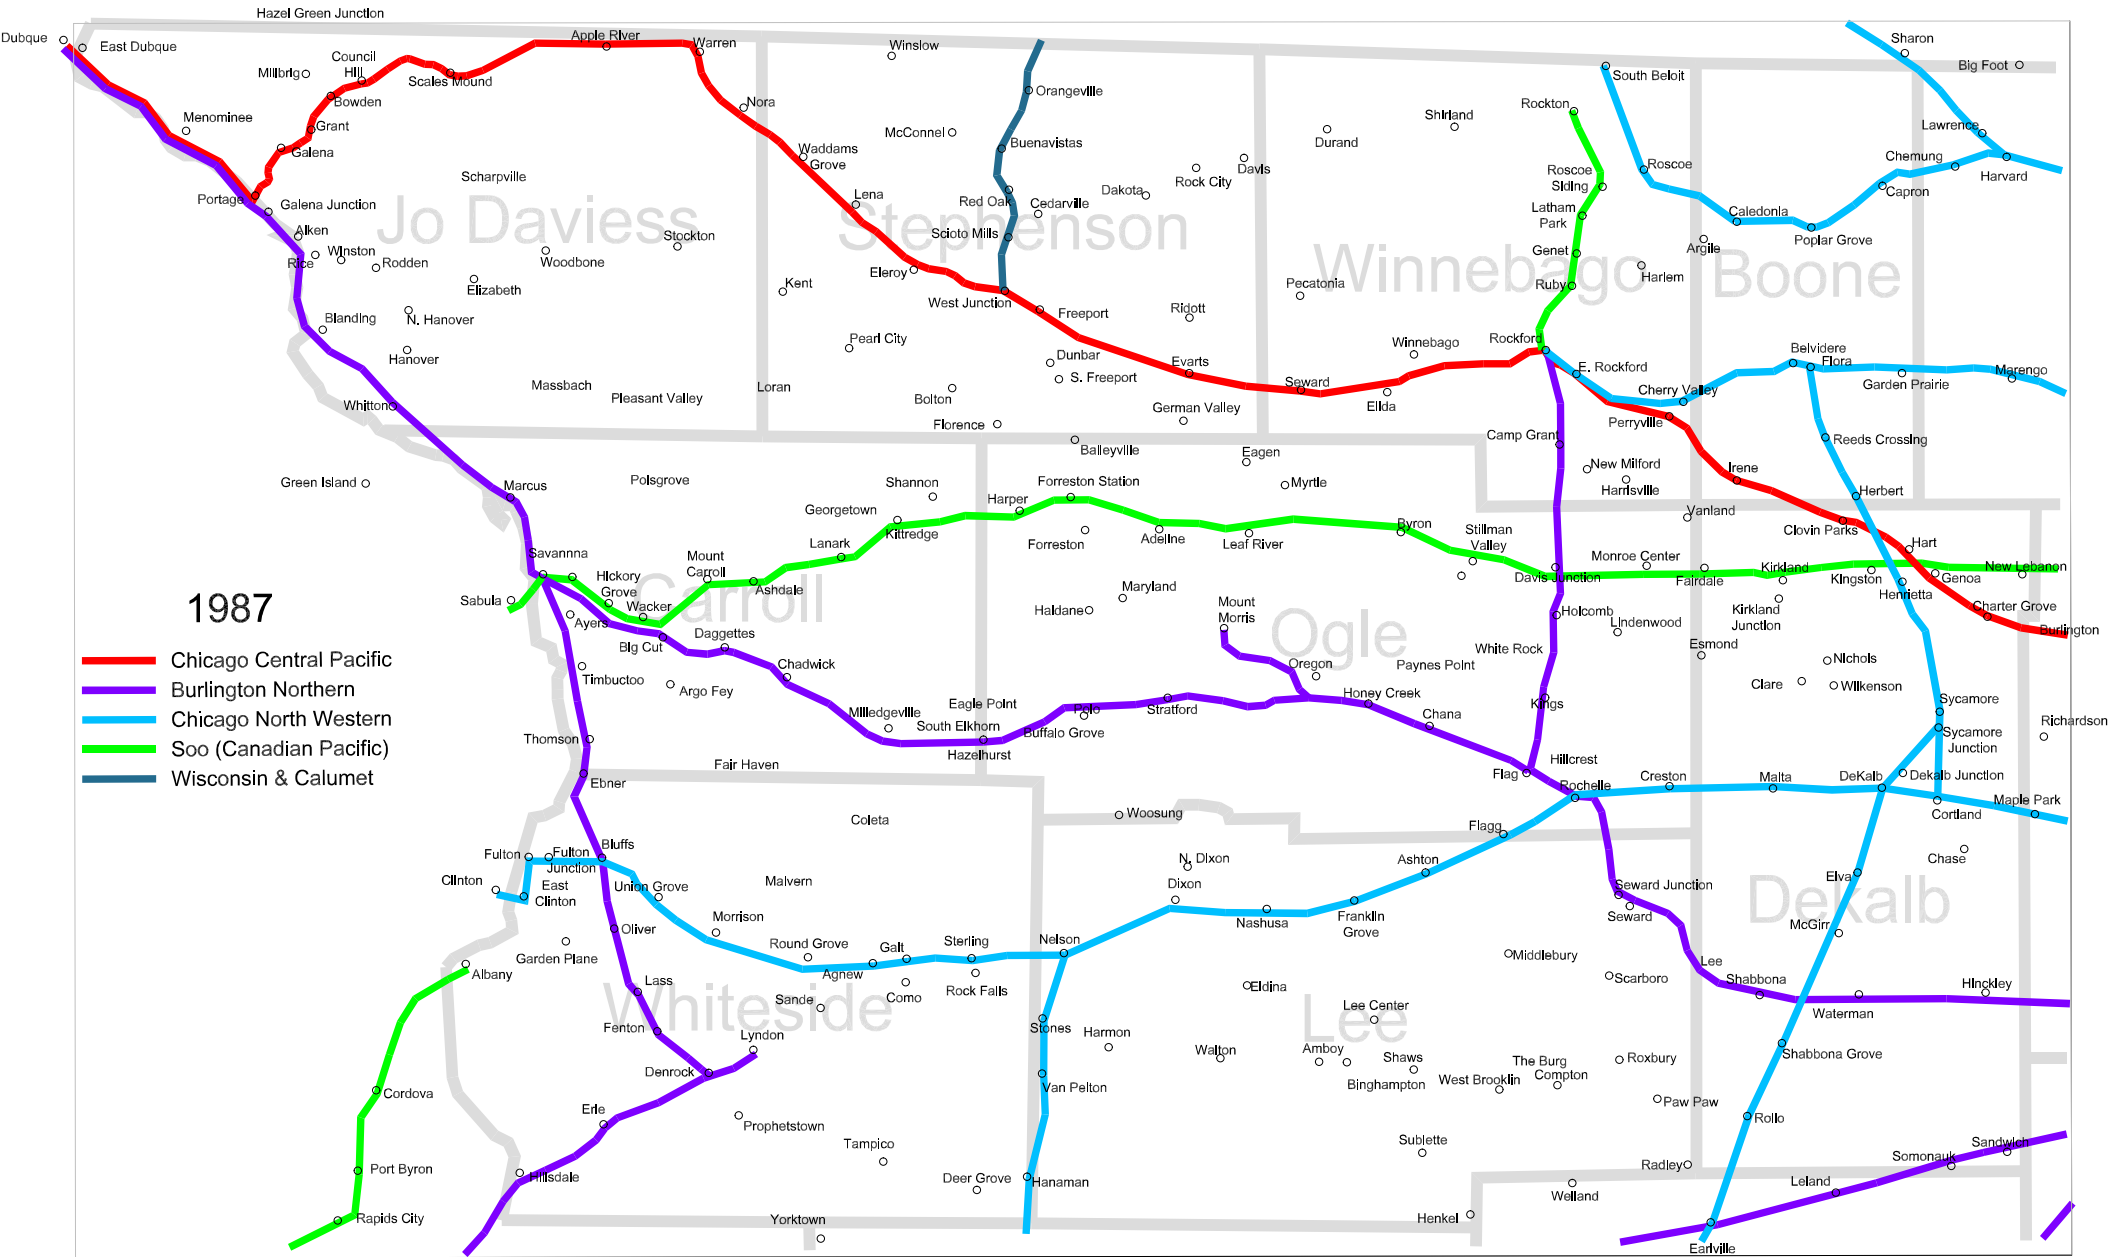 Hazel Green Junction
Dubque
East Dubque
Council
Hill
Millbrig
Scales Mound
Apple River
Warren
Winslow
Orangeville
South Beloit
Sharon
Big Foot
Bowden
Grant
Menominee
Galena
Nora
McConnel
Buenavistas
Durand
Shirland
Rockton
Lawrence
Chemung
Harvard
Waddams
Grove
Scharpville
Portage
Galena Junction
Lena
Red Oak
Cedarville
Dakota
Rock City
Davis
Roscoe
Siding
Roscoe
Capron
Latham
Park
Caledonia
Poplar Grove
Jo Daviess
Stephenson
Winnebago
Boone
Aiken
Rice
Winston
Rodden
Woodbone
Stockton
Scioto Mills
Eleroy
Genet
Argile
Harlem
Elizabeth
Kent
West Junction
Freeport
Ridott
Pecatonia
Ruby
Blanding
N. Hanover
Hanover
Pearl City
Dunbar
S. Freeport
Evarts
Winnebago
Rockford
E. Rockford
Belvidere
Flora
Garden Prairie
Marengo
Whitton
Massbach
Pleasant Valley
Loran
Bolton
Seward
Elida
Cherry Valley
Perryville
German Valley
Florence
Camp Grant
Reeds Crossing
Baileyville
Eagen
Green Island
Marcus
Polsgrove
Shannon
Harper
Forreston Station
Myrtle
New Milford
Harrisville
Irene
Herbert
Georgetown
Kittredge
Forreston
Adeline
Leaf River
Byron
Stillman
Valley
Vanland
Clovin Parks
Hart
Savannna
Hickory
Grove
Mount
Carroll
Lanark
Ashdale
Davis Junction
Monroe Center
Fairdale
Kirkland
Kingston
Genoa
New Lebanon
Henrietta
Sabula
Ayers
Wacker
Carroll
Maryland
Haldane
Mount
Morris
Ogle
Holcomb
Lindenwood
Kirkland
Junction
Charter Grove
Burlington
1987
Big Cut
Daggettes
Chicago Central Pacific
Burlington Northern
Chicago North Western
Soo (Canadian Pacific)
Wisconsin & Calumet
Timbuctoo
Argo Fey
Chadwick
Oregon
Paynes Point
White Rock
Esmond
Nichols
Clare
Wilkenson
Milledgeville
Eagle Point
South Elkhorn
Hazelhurst
Buffalo Grove
Polo
Stratford
Honey Creek
Chana
Kings
Sycamore
Sycamore
Junction
Richardson
Thomson
Ebner
Fair Haven
Flag
Hillcrest
Rochelle
Creston
Malta
DeKalb
Dekalb Junction
Cortland
Maple Park
Coleta
Woosung
Flagg
Fulton
Fulton
Junction
Bluffs
Clinton
East
Clinton
Union Grove
Malvern
N. Dixon
Dixon
Ashton
Chase
Elva
Dekalb
Seward Junction
Seward
Morrison
Oliver
Garden Plane
Round Grove
Agnew
Galt
Sterling
Nelson
Nashusa
Franklin
Grove
McGirr
Albany
Lass
Whiteside
Sande
Como
Rock Falls
Eldina
Middlebury
Scarboro
Lee
Shabbona
Hinckley
Waterman
Fenton
Lyndon
Stones
Harmon
Lee Center
Lee
Walton
Amboy
Binghampton
Shaws
West Brooklin
The Burg
Compton
Roxbury
Shabbona Grove
Denrock
Van Pelton
Cordova
Erie
Prophetstown
Paw Paw
Rollo
Tampico
Sublette
Sandwich
Somonauk
Port Byron
Hillsdale
Deer Grove
Hanaman
Radley
Welland
Leland
Rapids City
Yorktown
Henkel
Earlville